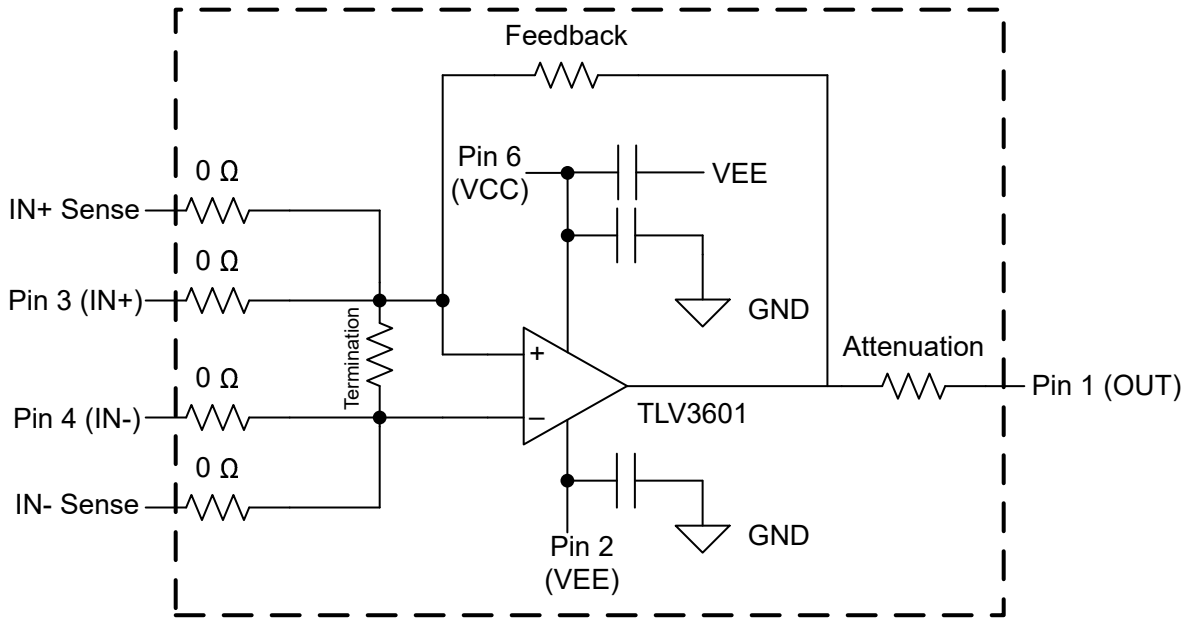 Feedback
Pin 6
(VCC)
VEE
0 Ω
IN+ Sense
0 Ω
Pin 3 (IN+)
GND
Termination
Attenuation
+
0 Ω
Pin 4 (IN-)
–
TLV3601
Pin 1 (OUT)
0 Ω
IN- Sense
GND
Pin 2
(VEE)